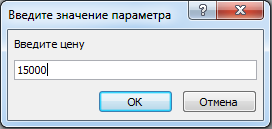 Введите значение параметра
Введите цену
15000
ОК
Отмена